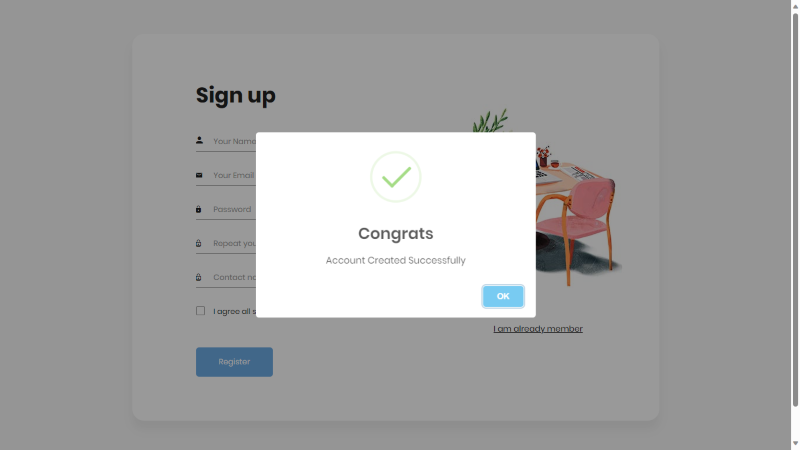 Sign up
Your Name
Your Email
Password
Repeat you
Contact no
I agree all s
Register
Congrats
Account Created Successfully
OK
I am already member